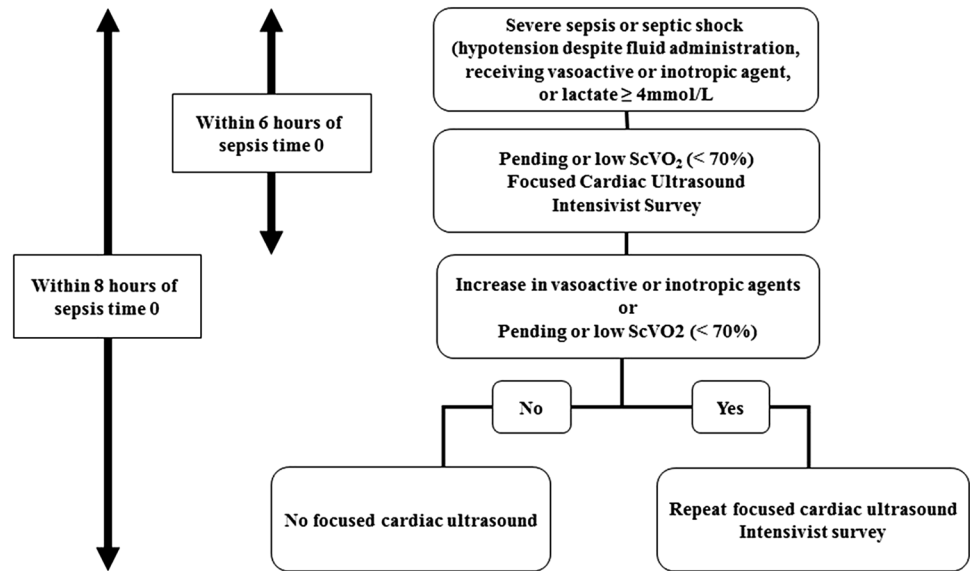 Severe sepsis or septic shock
(hypotension despite fluid administration,
receiving vasoactive or inotropic agent,
or lactate ≥ 4mmol/L
Within 6 hours of
sepsis time 0
Pending or low ScVO₂ (< 70%)
Focused Cardiac Ultrasound
Intensivist Survey
Within 8 hours of
sepsis time 0
Increase in vasoactive or inotropic agents
or
Pending or low ScVO2 (< 70%)
No
Yes
No focused cardiac ultrasound
Repeat focused cardiac ultrasound
Intensivist survey